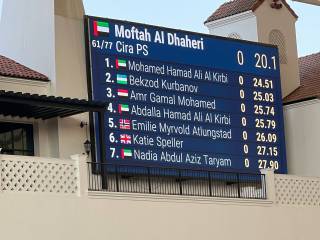 Moftah Al Dhaheri
61/77 Cira PS 0 20.1
1. Mohamed Hamad Ali Al Kirbi 0 24.51
2. Bekzod Kurbanov 0 25.03
3. Amr Gamal Mohamed 0 25.74
4. Abdalla Hamad Ali Al Kirbi 0 25.79
5. Emilie Myrvold Atlungstad 0 26.09
6. Katie Speller 0 27.15
7. Nadia Abdul Aziz Taryam 0 27.90